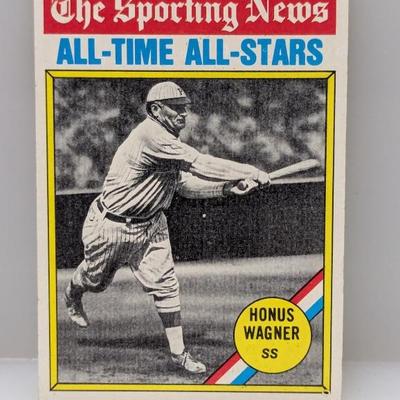 The Sporting News
ALL-TIME ALL-STARS
HONUS
WAGNER
SS